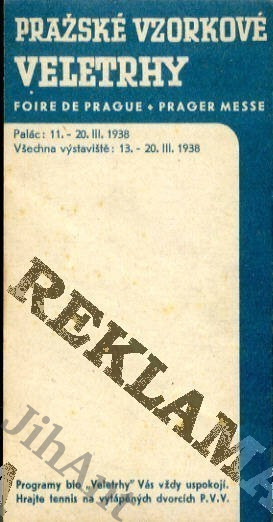 PRAŽSKÉ VZORKOVÉ
VELETRHY
FOIRE DE PRAGUE + PRAGER MESSE
Palác: 11. - 20. III. 1938
Všechna výstaviště: 13. - 20. III. 1938
REKLAMA
JihAnt
Programy bio „Veletrhy" Vás vždy uspokojí.
Hrajte tennis na vytápěných dvorcích P.V.V.